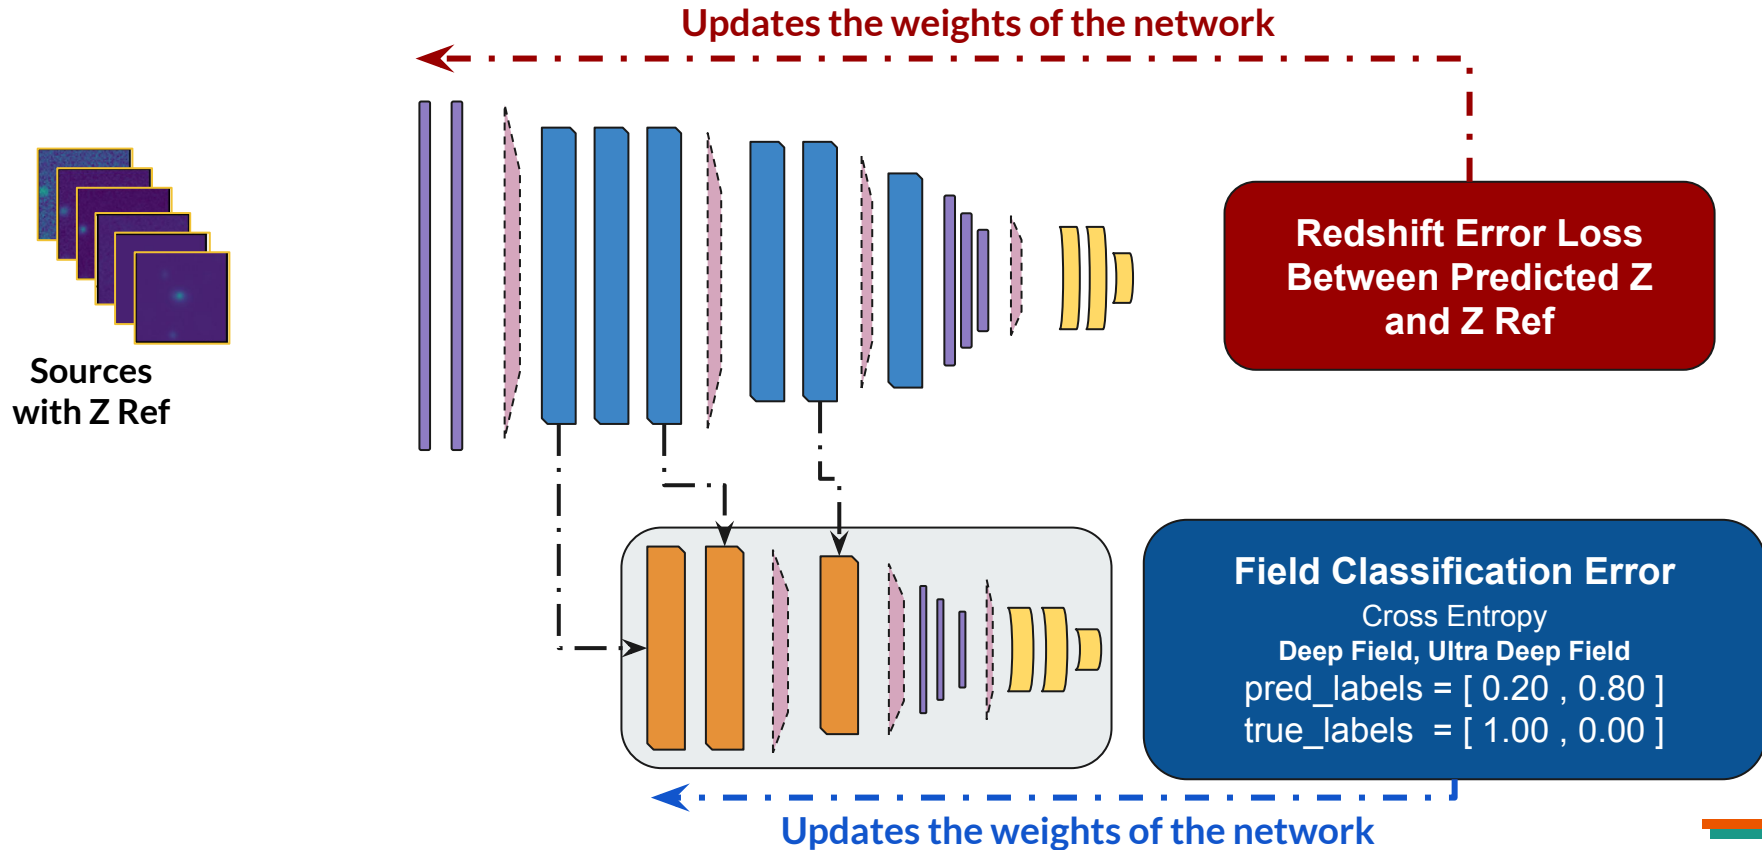 Updates the weights of the network
Sources
with Z Ref
Redshift Error Loss
Between Predicted Z
and Z Ref
Field Classification Error
Cross Entropy
Deep Field, Ultra Deep Field
pred_labels = [ 0.20 , 0.80 ]
true_labels = [ 1.00 , 0.00 ]
Updates the weights of the network